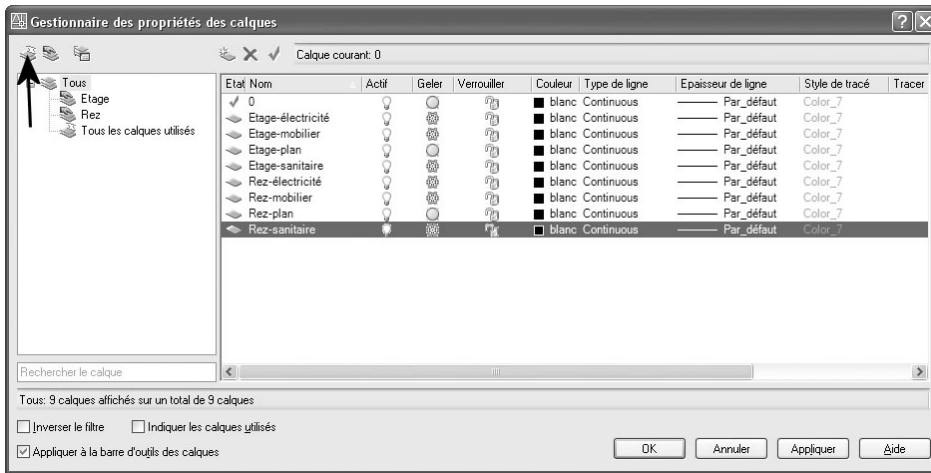 Gestionnaire des propriétés des calques
Calque courant: 0
Tous
Etage
Rez
Tous les calques utilisés
Etat Nom Actif Geler Verrouiller Couleur Type de ligne Epaisseur de ligne Style de tracé Tracer
0 blanc Continuous Par_défaut Color_7
Etage-électricité blanc Continuous Par_défaut Color_7
Etage-mobilier blanc Continuous Par_défaut Color_7
Etage-plan blanc Continuous Par_défaut Color_7
Etage-sanitaire blanc Continuous Par_défaut Color_7
Rez-électricité blanc Continuous Par_défaut Color_7
Rez-mobilier blanc Continuous Par_défaut Color_7
Rez-plan blanc Continuous Par_défaut Color_7
Rez-sanitaire blanc Continuous Par_défaut Color_7
Rechercher le calque
Tous: 9 calques affichés sur un total de 9 calques
Inverser le filtre Indiquer les calques utilisés
Appliquer à la barre d'outils des calques
OK Annuler Appliquer Aide